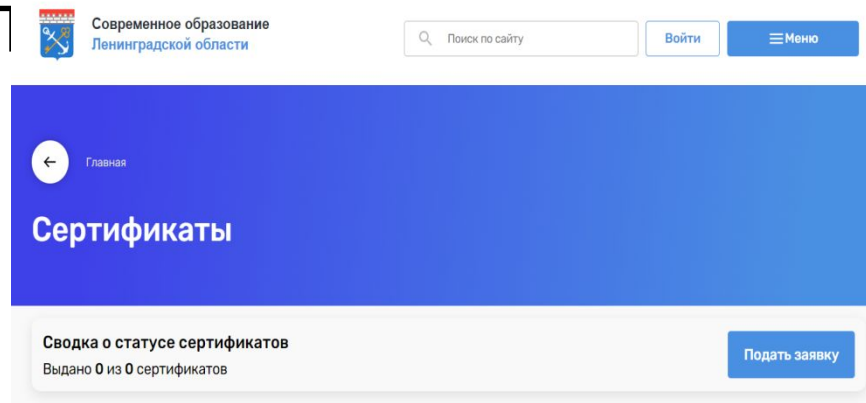 Современное образование
Ленинградской области
Поиск по сайту
Войти
Меню
Главная
Сертификаты
Сводка о статусе сертификатов
Выдано 0 из 0 сертификатов
Подать заявку